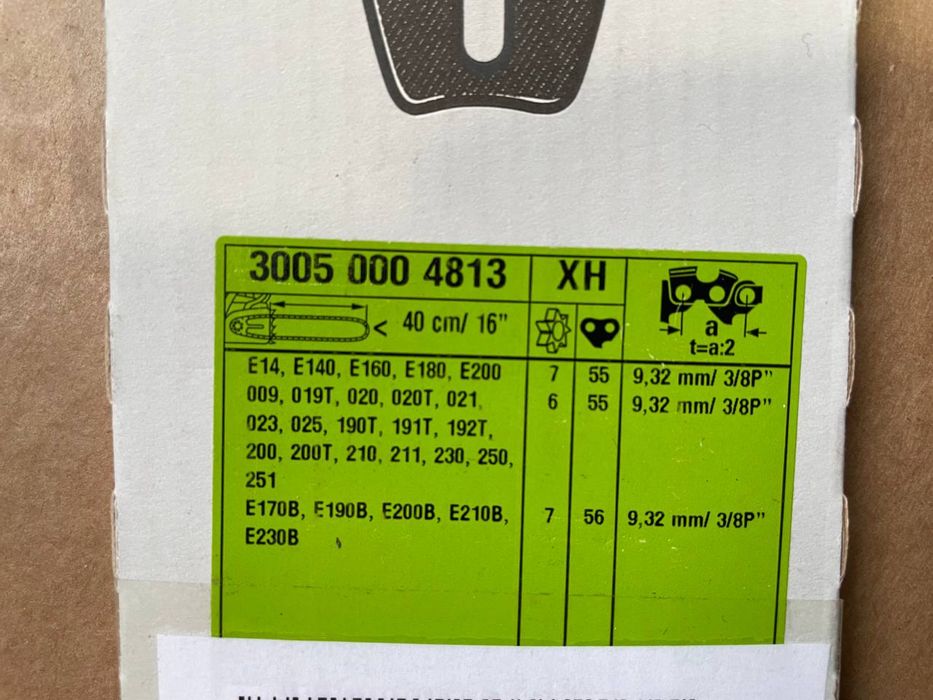 3005 000 4813 XH
< 40 cm/ 16" a
t=a:2
E14, E140, E160, E180, E200 7 55 9,32 mm/ 3/8P"
009, 019T, 020, 020T, 021, 6 55 9,32 mm/ 3/8P"
023, 025, 190T, 191T, 192T,
200, 200T, 210, 211, 230, 250,
251
E170B, E190B, E200B, E210B, 7 56 9,32 mm/ 3/8P"
E230B